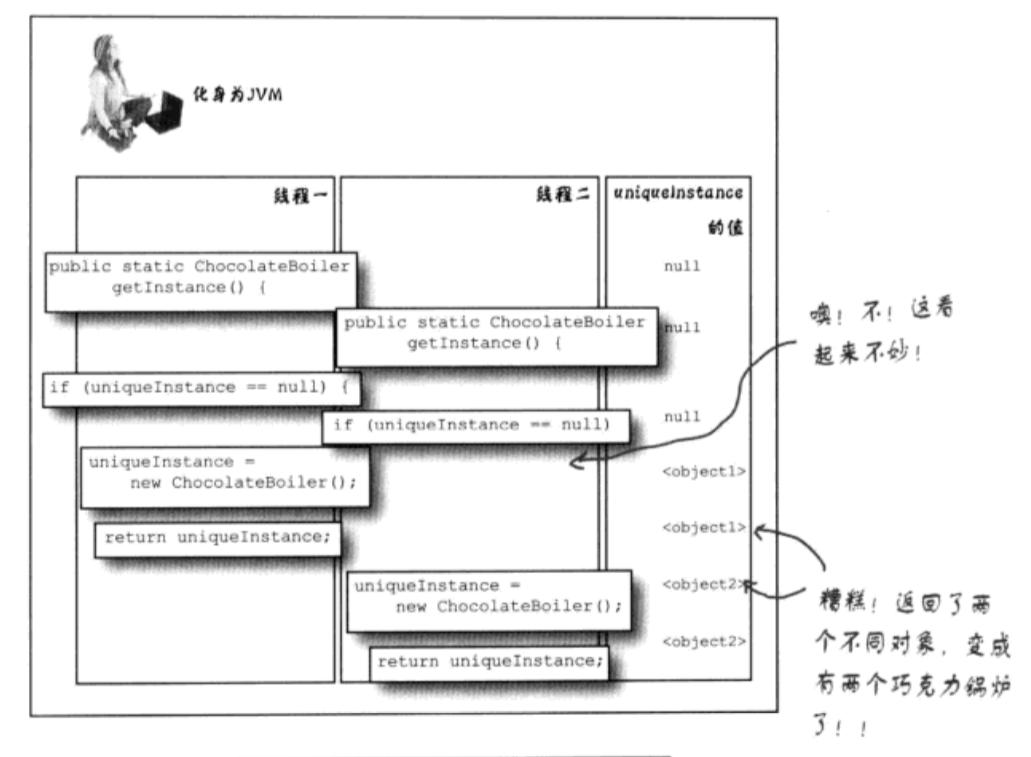 化身为JVM
线程一
线程二
uniqueInstance
的值
public static ChocolateBoiler
getInstance() {
null
public static ChocolateBoiler
getInstance() {
null
if (uniqueInstance == null) {
if (uniqueInstance == null)
null
uniqueInstance =
new ChocolateBoiler();
<object1>
return uniqueInstance;
<object1>
uniqueInstance =
new ChocolateBoiler();
<object2>
return uniqueInstance;
<object2>
噢！不！这看
起来不妙！
糟糕！返回了两
个不同对象，变成
有两个巧克力锅炉
了！！